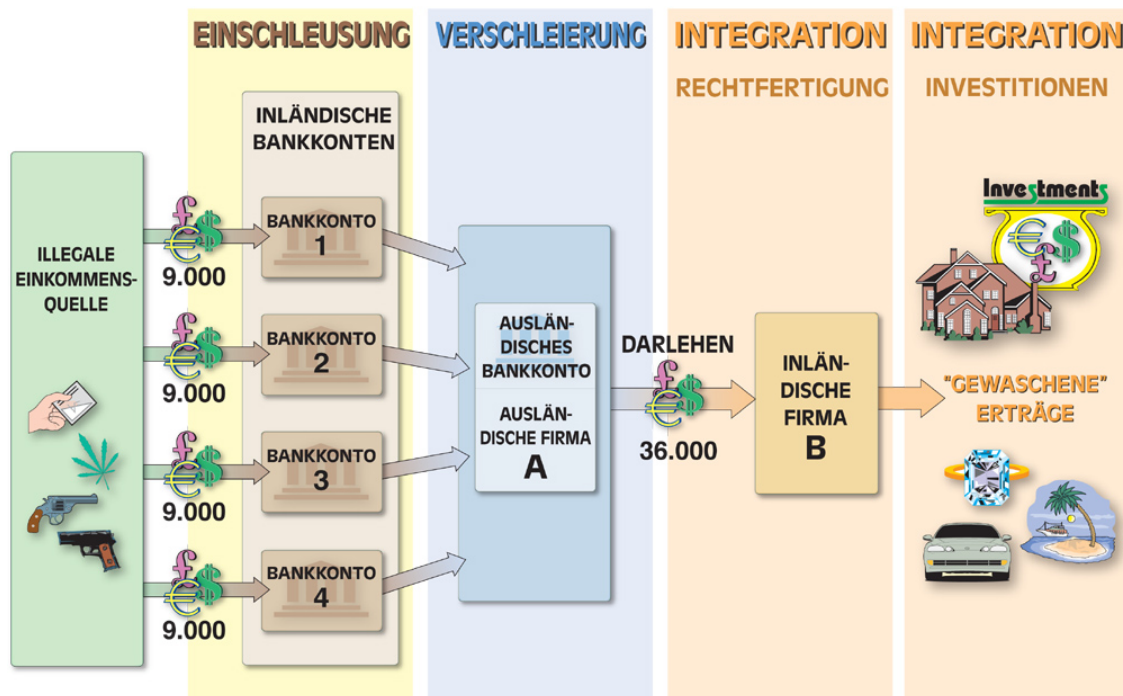 EINSCHLEUSUNG
VERSCHLEIERUNG
INTEGRATION
RECHTFERTIGUNG
INTEGRATION
INVESTITIONEN
ILLEGALE
EINKOMMENS-
QUELLE
INLÄNDISCHE
BANKKONTEN
£
€ $
9.000
BANKKONTO
1
£
€ $
9.000
BANKKONTO
2
£
€ $
9.000
BANKKONTO
3
£
€ $
9.000
BANKKONTO
4
AUSLÄN-
DISCHES
BANKKONTO
AUSLÄN-
DISCHE FIRMA
A
DARLEHEN
£
€ $
36.000
INLÄN-
DISCHE
FIRMA
B
Investments
€ $
£
"GEWASCHENE"
ERTRÄGE